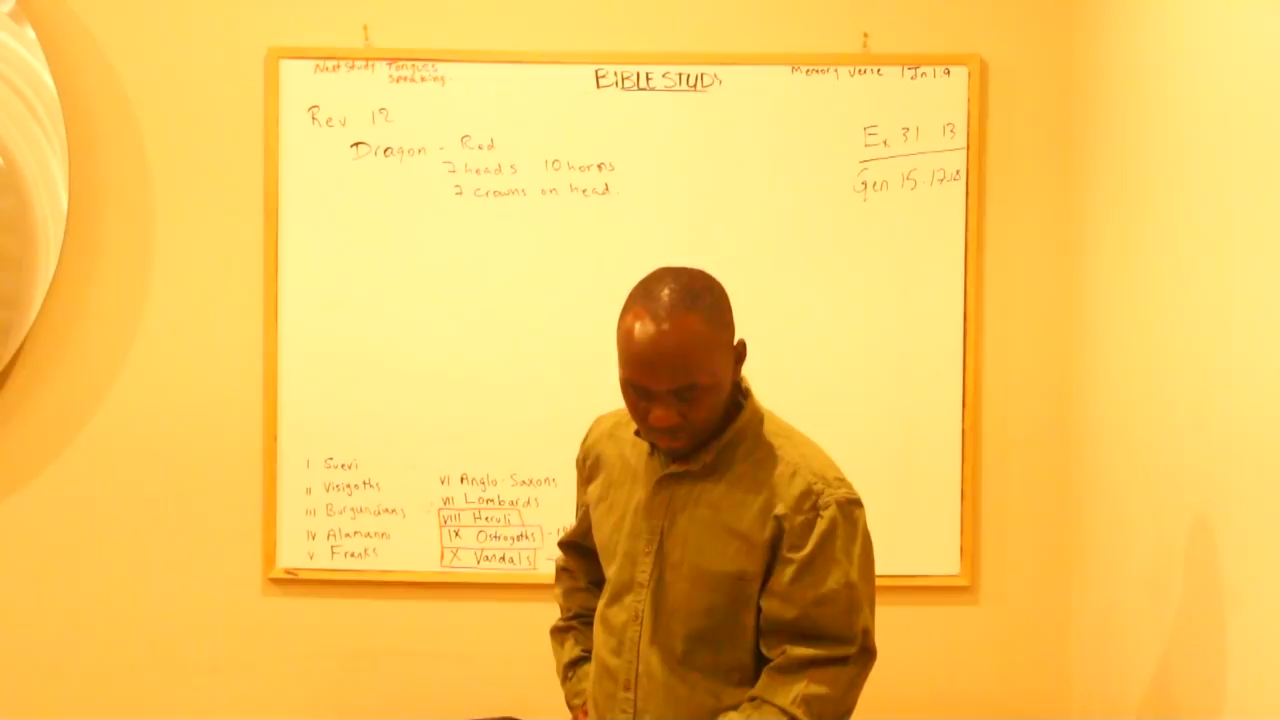 Next Study Tongues
Speaking
BIBLE STUDY
Memory Verse 1 Jn 1:9
Rev 12
Dragon - Red
7 heads 10 horns
7 crowns on head.
Ex 31 13
Gen 15-17:18
I Suevi
II Visigoths
III Burgundians
IV Alamanni
V Franks
VI Anglo-Saxons
VII Lombards
VIII Heruli
IX Ostrogoths
X Vandals